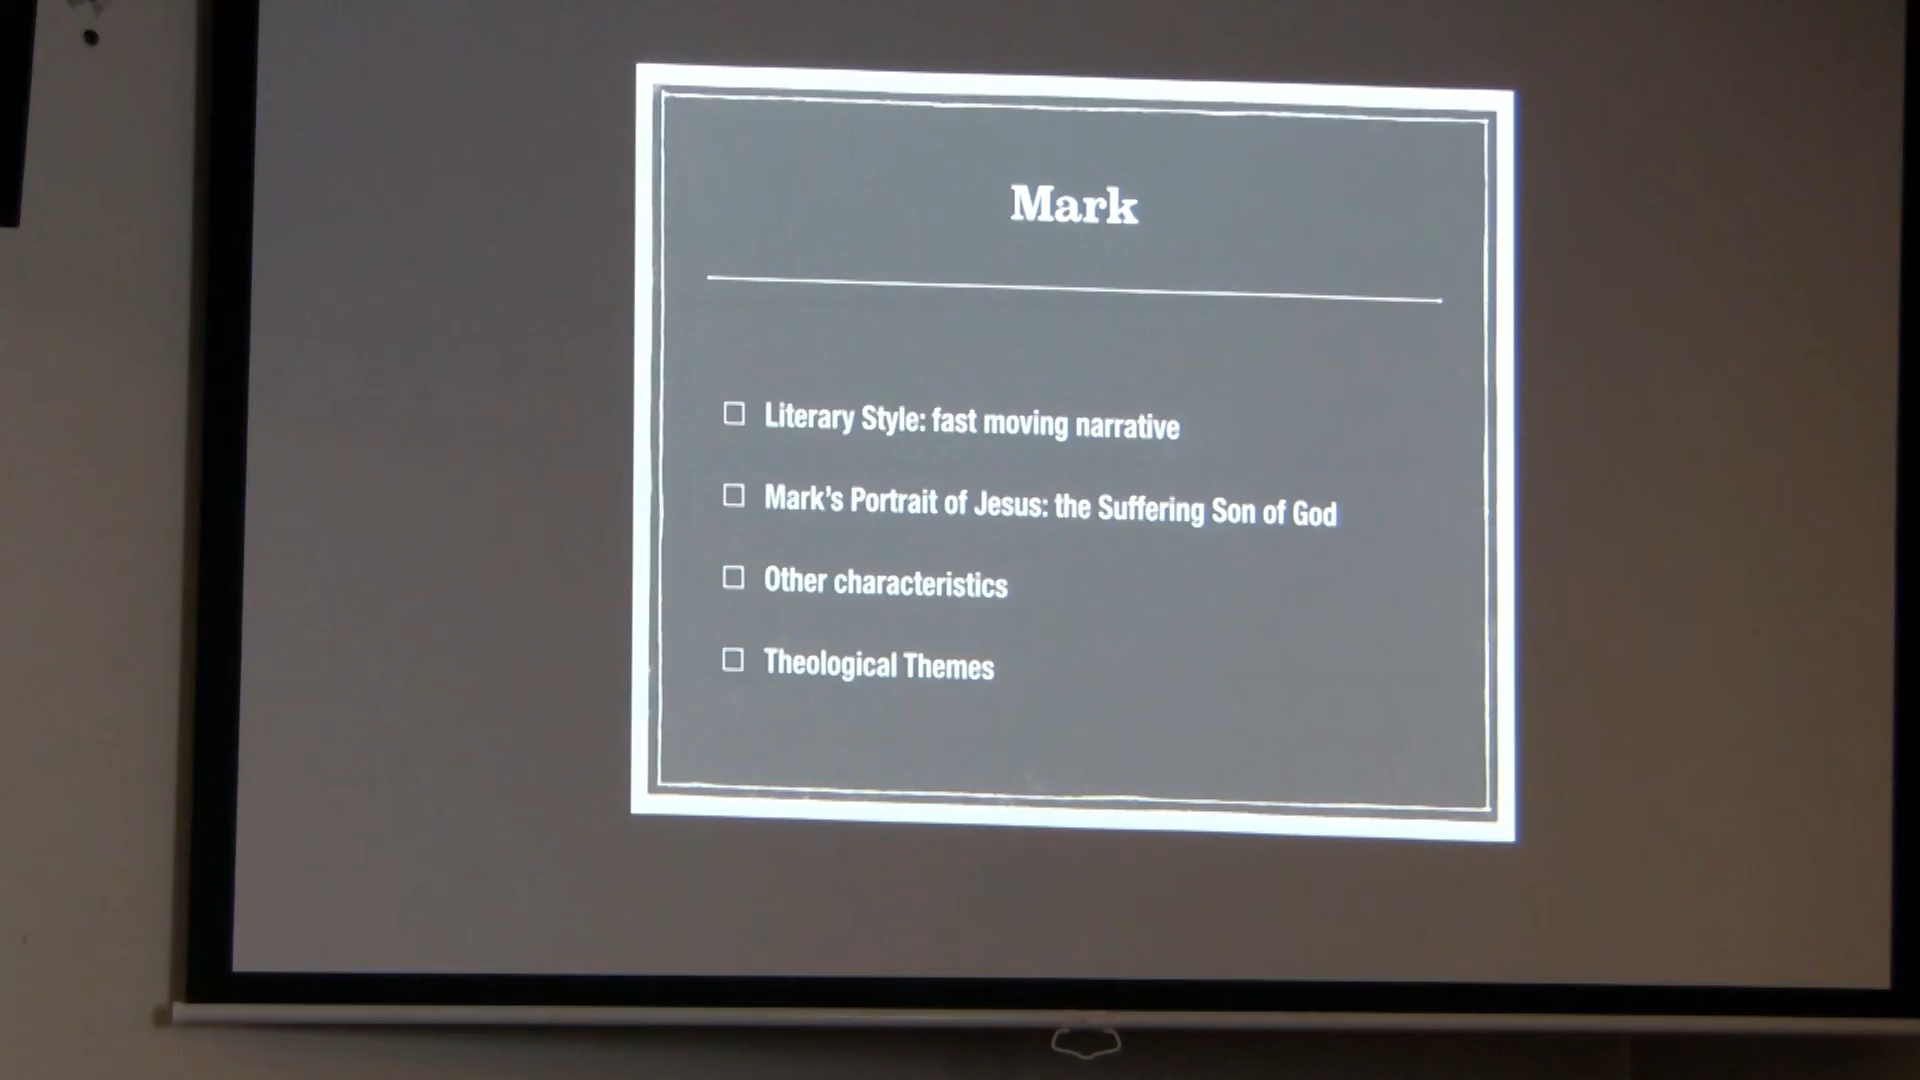 Mark
☐ Literary Style: fast moving narrative
☐ Mark's Portrait of Jesus: the Suffering Son of God
☐ Other characteristics
☐ Theological Themes